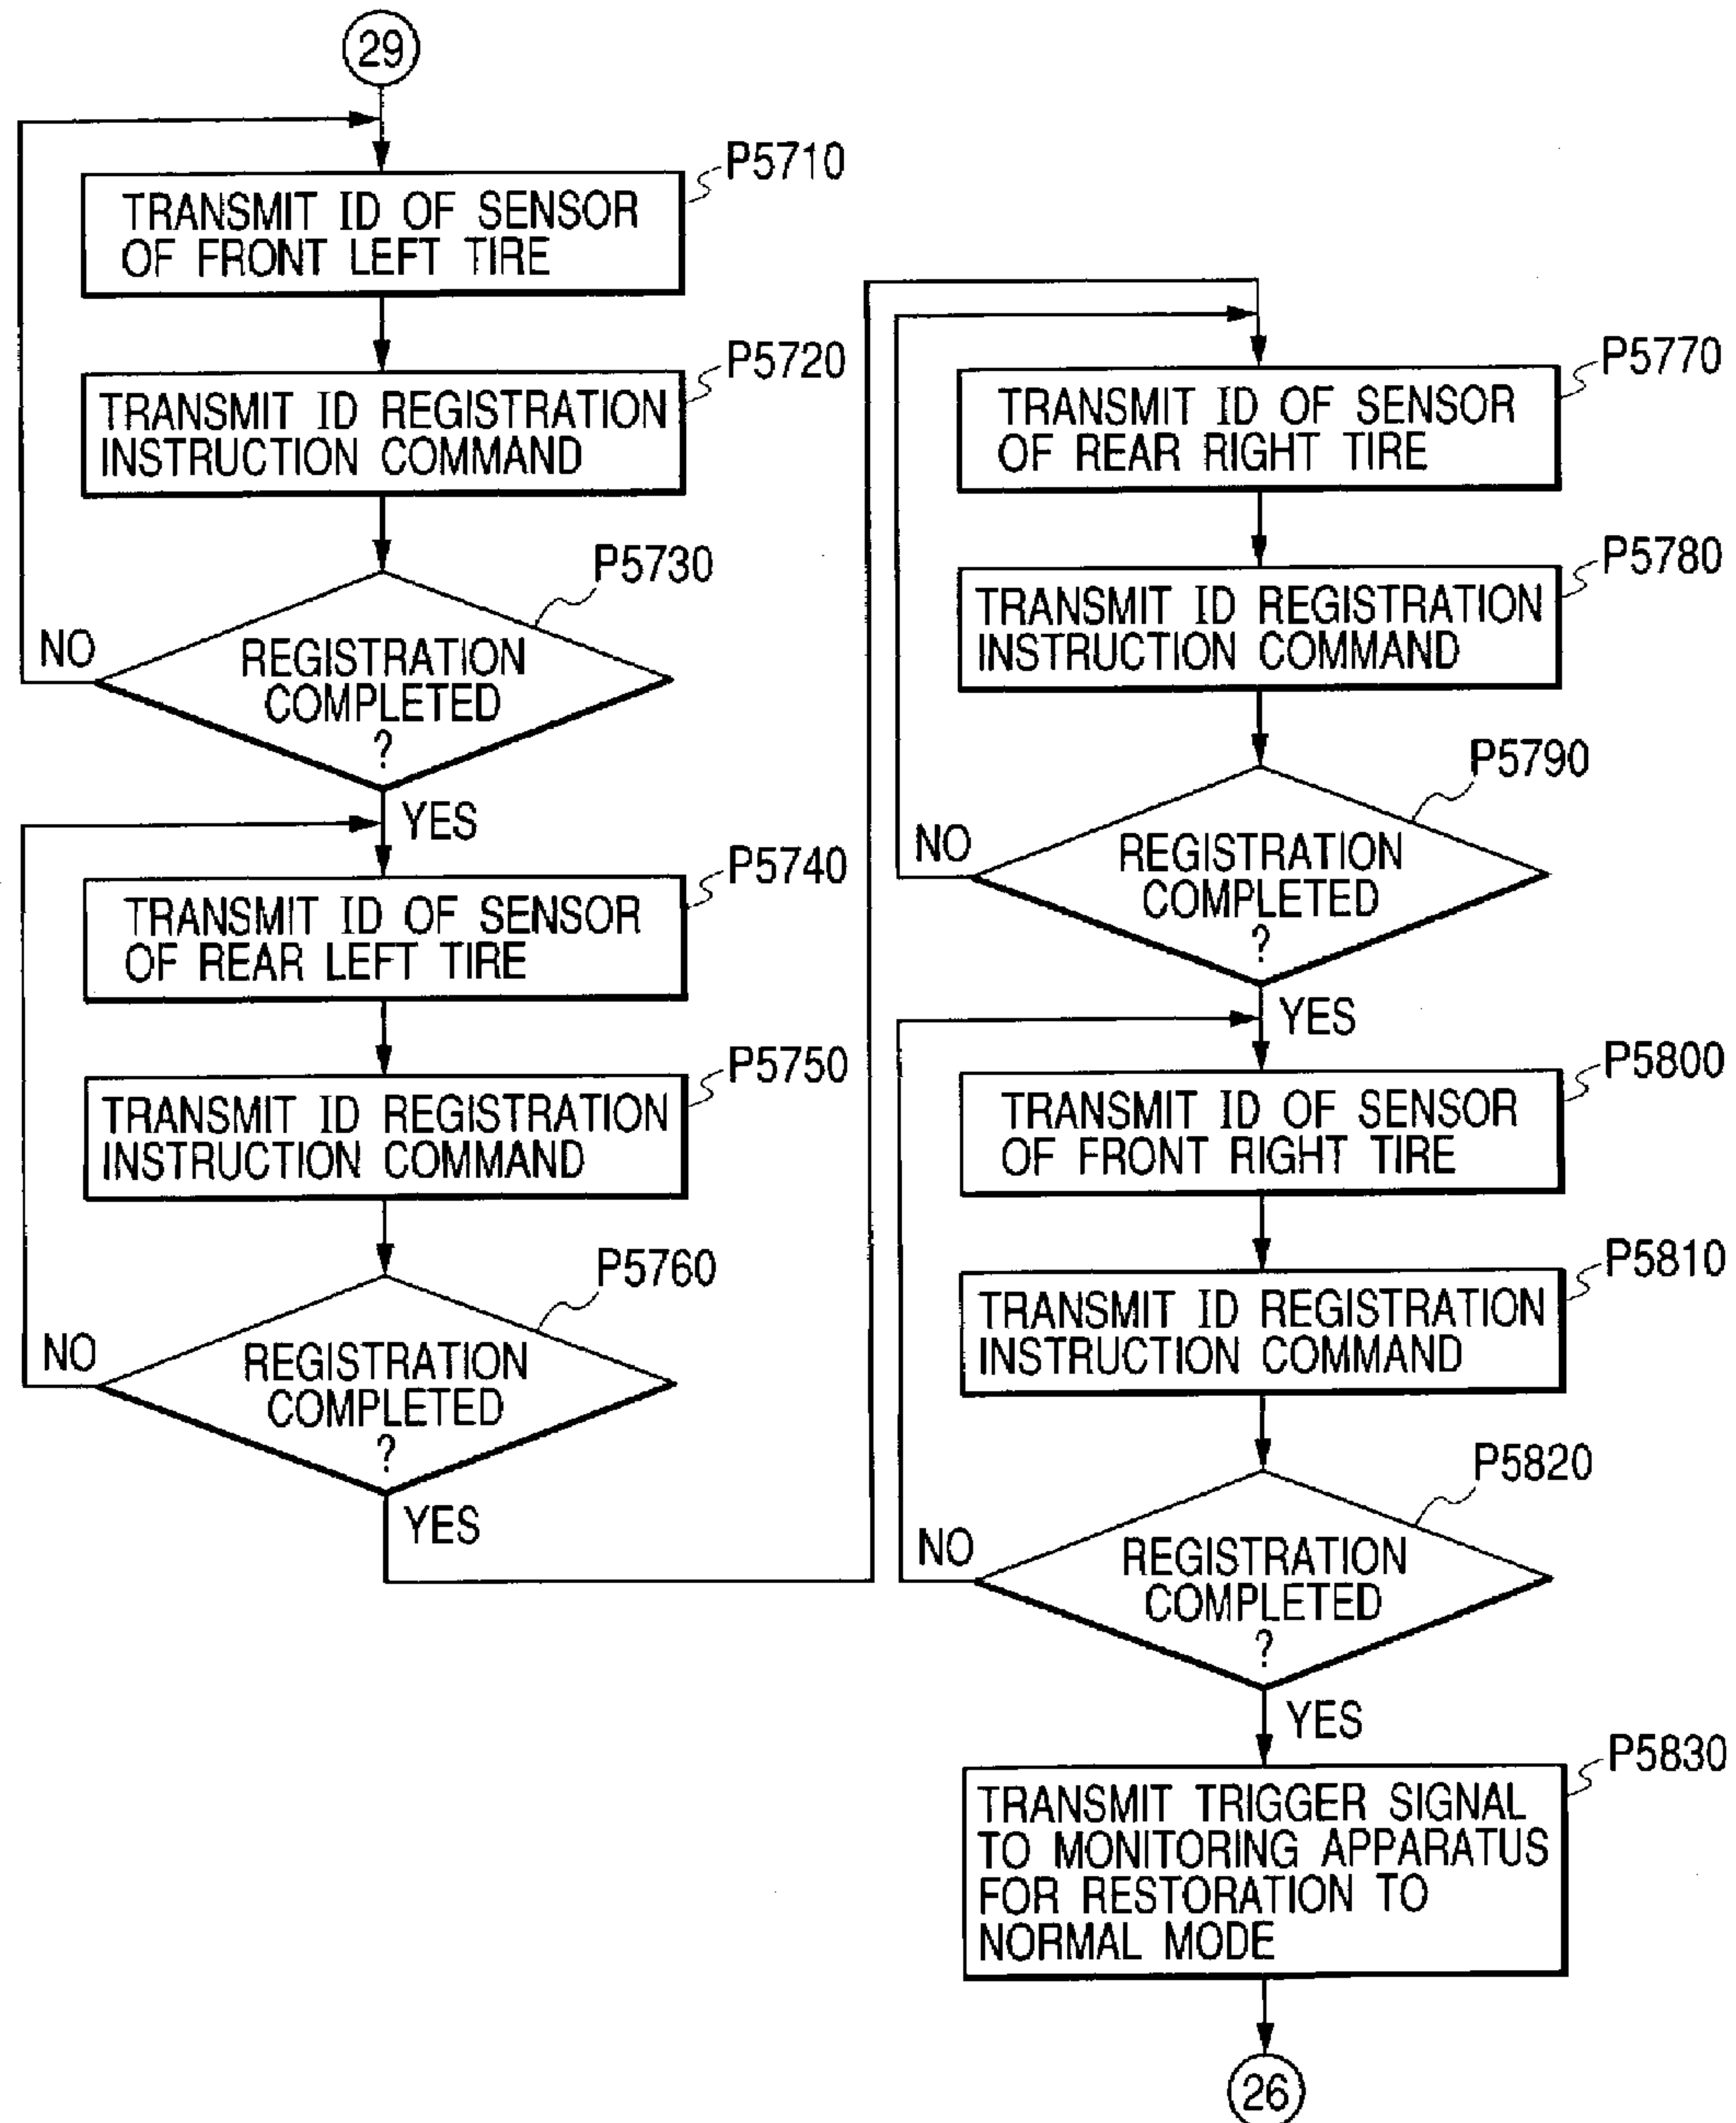 29
P5710
TRANSMIT ID OF SENSOR
OF FRONT LEFT TIRE
P5720
TRANSMIT ID REGISTRATION
INSTRUCTION COMMAND
P5730
NO
REGISTRATION
COMPLETED
?
YES
P5740
TRANSMIT ID OF SENSOR
OF REAR LEFT TIRE
P5750
TRANSMIT ID REGISTRATION
INSTRUCTION COMMAND
P5760
NO
REGISTRATION
COMPLETED
?
YES
P5770
TRANSMIT ID OF SENSOR
OF REAR RIGHT TIRE
P5780
TRANSMIT ID REGISTRATION
INSTRUCTION COMMAND
P5790
NO
REGISTRATION
COMPLETED
?
YES
P5800
TRANSMIT ID OF SENSOR
OF FRONT RIGHT TIRE
P5810
TRANSMIT ID REGISTRATION
INSTRUCTION COMMAND
P5820
NO
REGISTRATION
COMPLETED
?
YES
P5830
TRANSMIT TRIGGER SIGNAL
TO MONITORING APPARATUS
FOR RESTORATION TO
NORMAL MODE
26